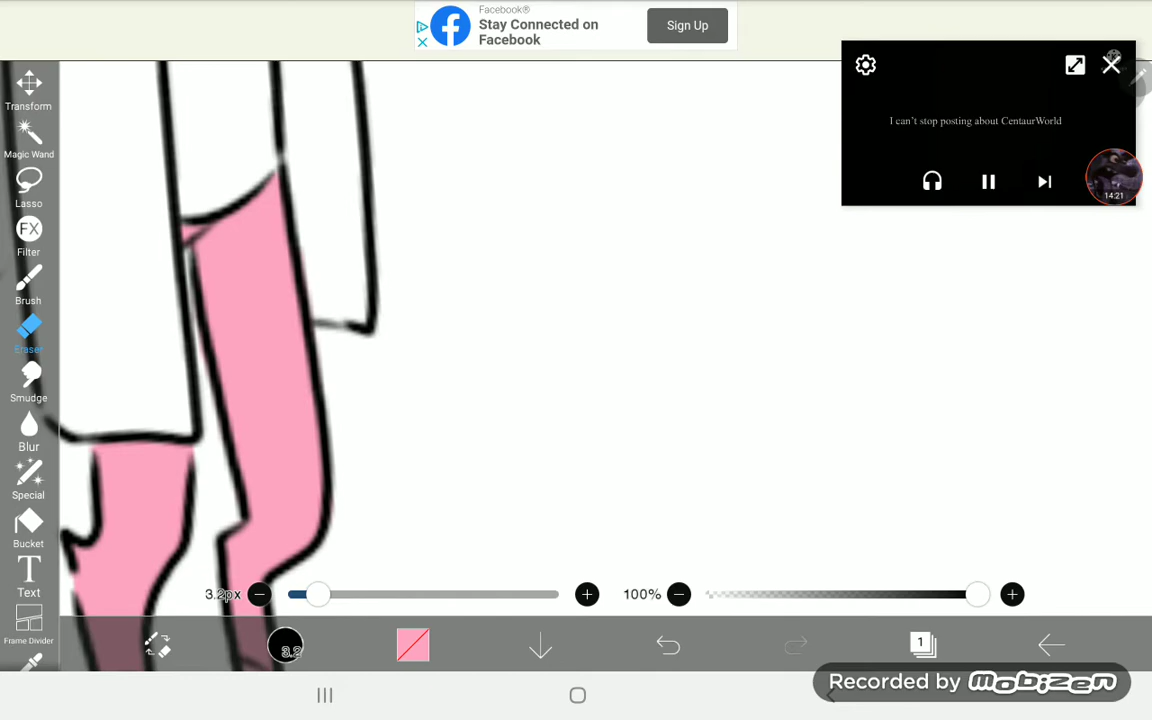 Facebook®
Stay Connected on
Facebook
Sign Up
Transform
Magic Wand
Lasso
FX
Filter
Brush
Eraser
Smudge
Blur
Special
Bucket
T
Text
Frame Divider
I can't stop posting about CentaurWorld
14:21
3.2px
100%
3.2
1
Recorded by mobizen